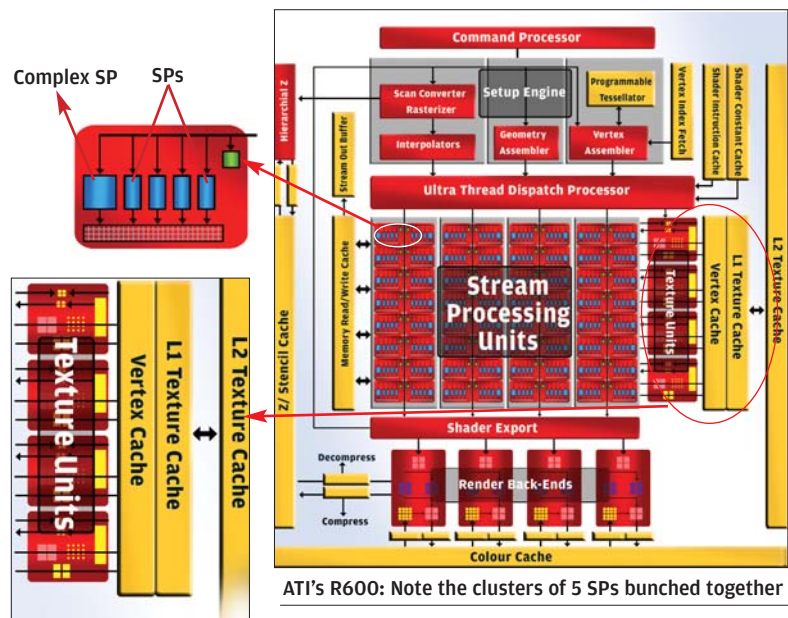 Complex SP
SPs
Command Processor
Setup Engine
Scan Converter
Rasterizer
Interpolators
Geometry
Assembler
Programmable
Tessellator
Vertex
Assembler
Hierarchial Z
Stream Out Buffer
Vertex Index Fetch
Shader Instruction Cache
Shader Constant Cache
Ultra Thread Dispatch Processor
Z/ Stencil Cache
Memory Read/Write Cache
Stream
Processing
Units
Texture Units
Vertex Cache
L1 Texture Cache
L2 Texture Cache
Texture Units
Vertex Cache
L1 Texture Cache
L2 Texture Cache
Shader Export
Decompress
Compress
Render Back-Ends
Colour Cache
ATI's R600: Note the clusters of 5 SPs bunched together